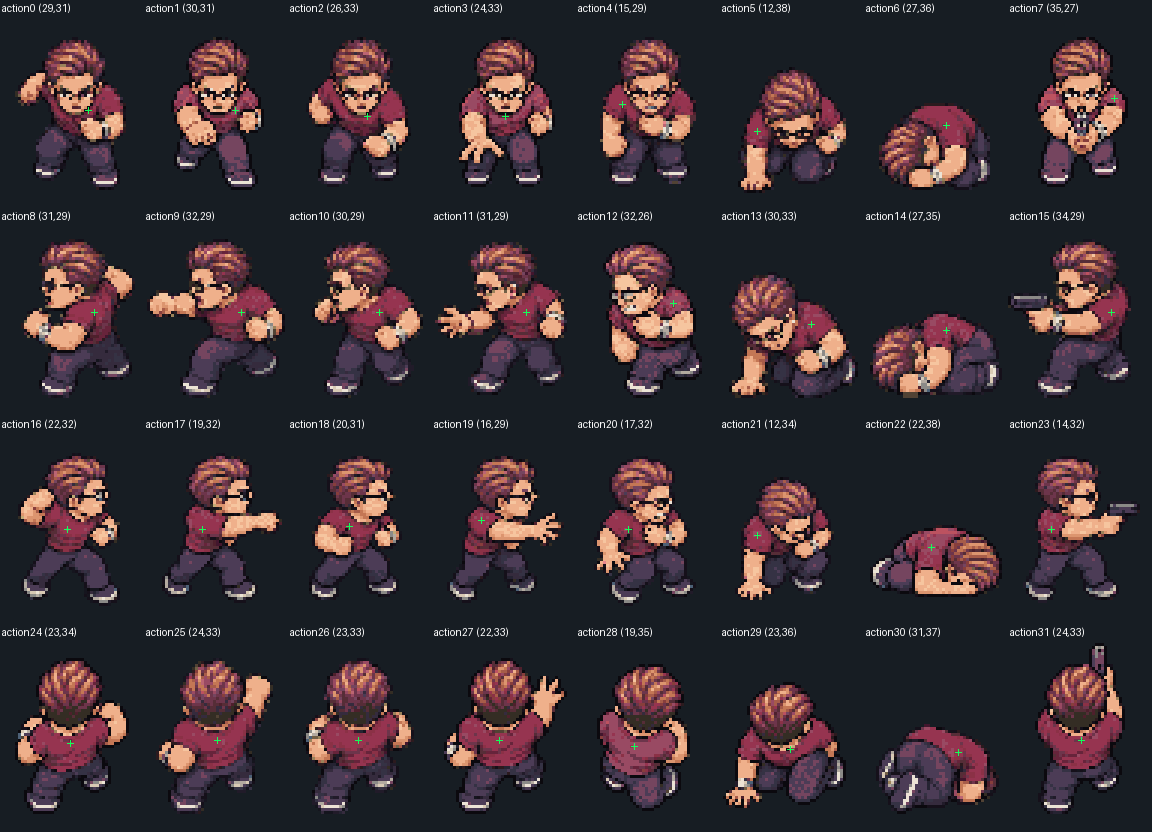 action0 (29,31) action1 (30,31) action2 (26,33) action3 (24,33) action4 (15,29) action5 (12,38) action6 (27,36) action7 (35,27)
action8 (31,29) action9 (32,29) action10 (30,29) action11 (31,29) action12 (32,26) action13 (30,33) action14 (27,35) action15 (34,29)
action16 (22,32) action17 (19,32) action18 (20,31) action19 (16,29) action20 (17,32) action21 (12,34) action22 (22,38) action23 (14,32)
action24 (23,34) action25 (24,33) action26 (23,33) action27 (22,33) action28 (19,35) action29 (23,36) action30 (31,37) action31 (24,33)